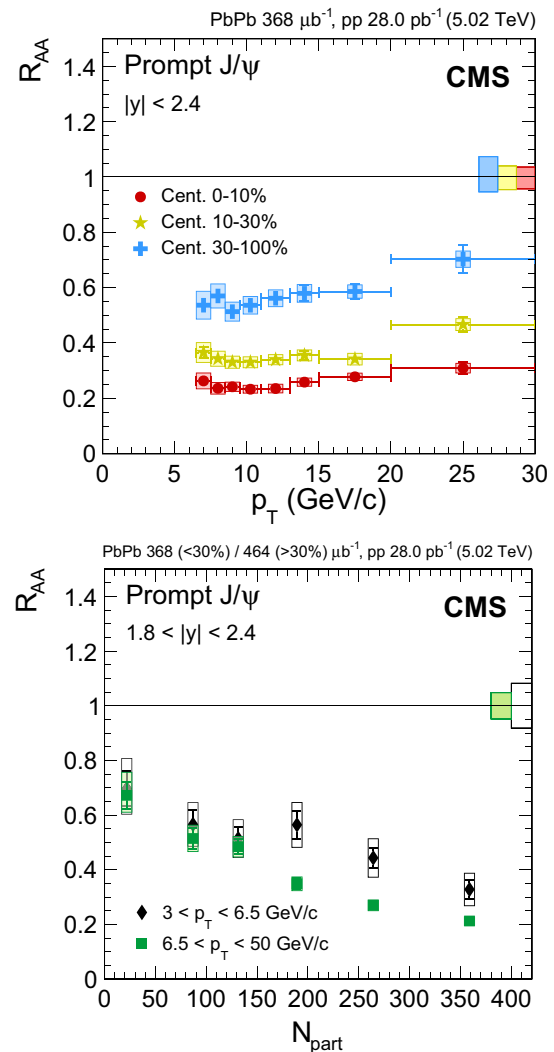 PbPb 368 μb⁻¹, pp 28.0 pb⁻¹ (5.02 TeV)
R_AA
1.4
1.2
1
0.8
0.6
0.4
0.2
0
Prompt J/ψ
CMS
|y| < 2.4
Cent. 0-10%
Cent. 10-30%
Cent. 30-100%
0 5 10 15 20 25 30
p_T (GeV/c)
PbPb 368 (<30%) / 464 (>30%) μb⁻¹, pp 28.0 pb⁻¹ (5.02 TeV)
R_AA
1.4
1.2
1
0.8
0.6
0.4
0.2
0
Prompt J/ψ
CMS
1.8 < |y| < 2.4
3 < p_T < 6.5 GeV/c
6.5 < p_T < 50 GeV/c
0 50 100 150 200 250 300 350 400
N_part